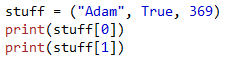 stuff = ("Adam", True, 369)
print(stuff[0])
print(stuff[1])